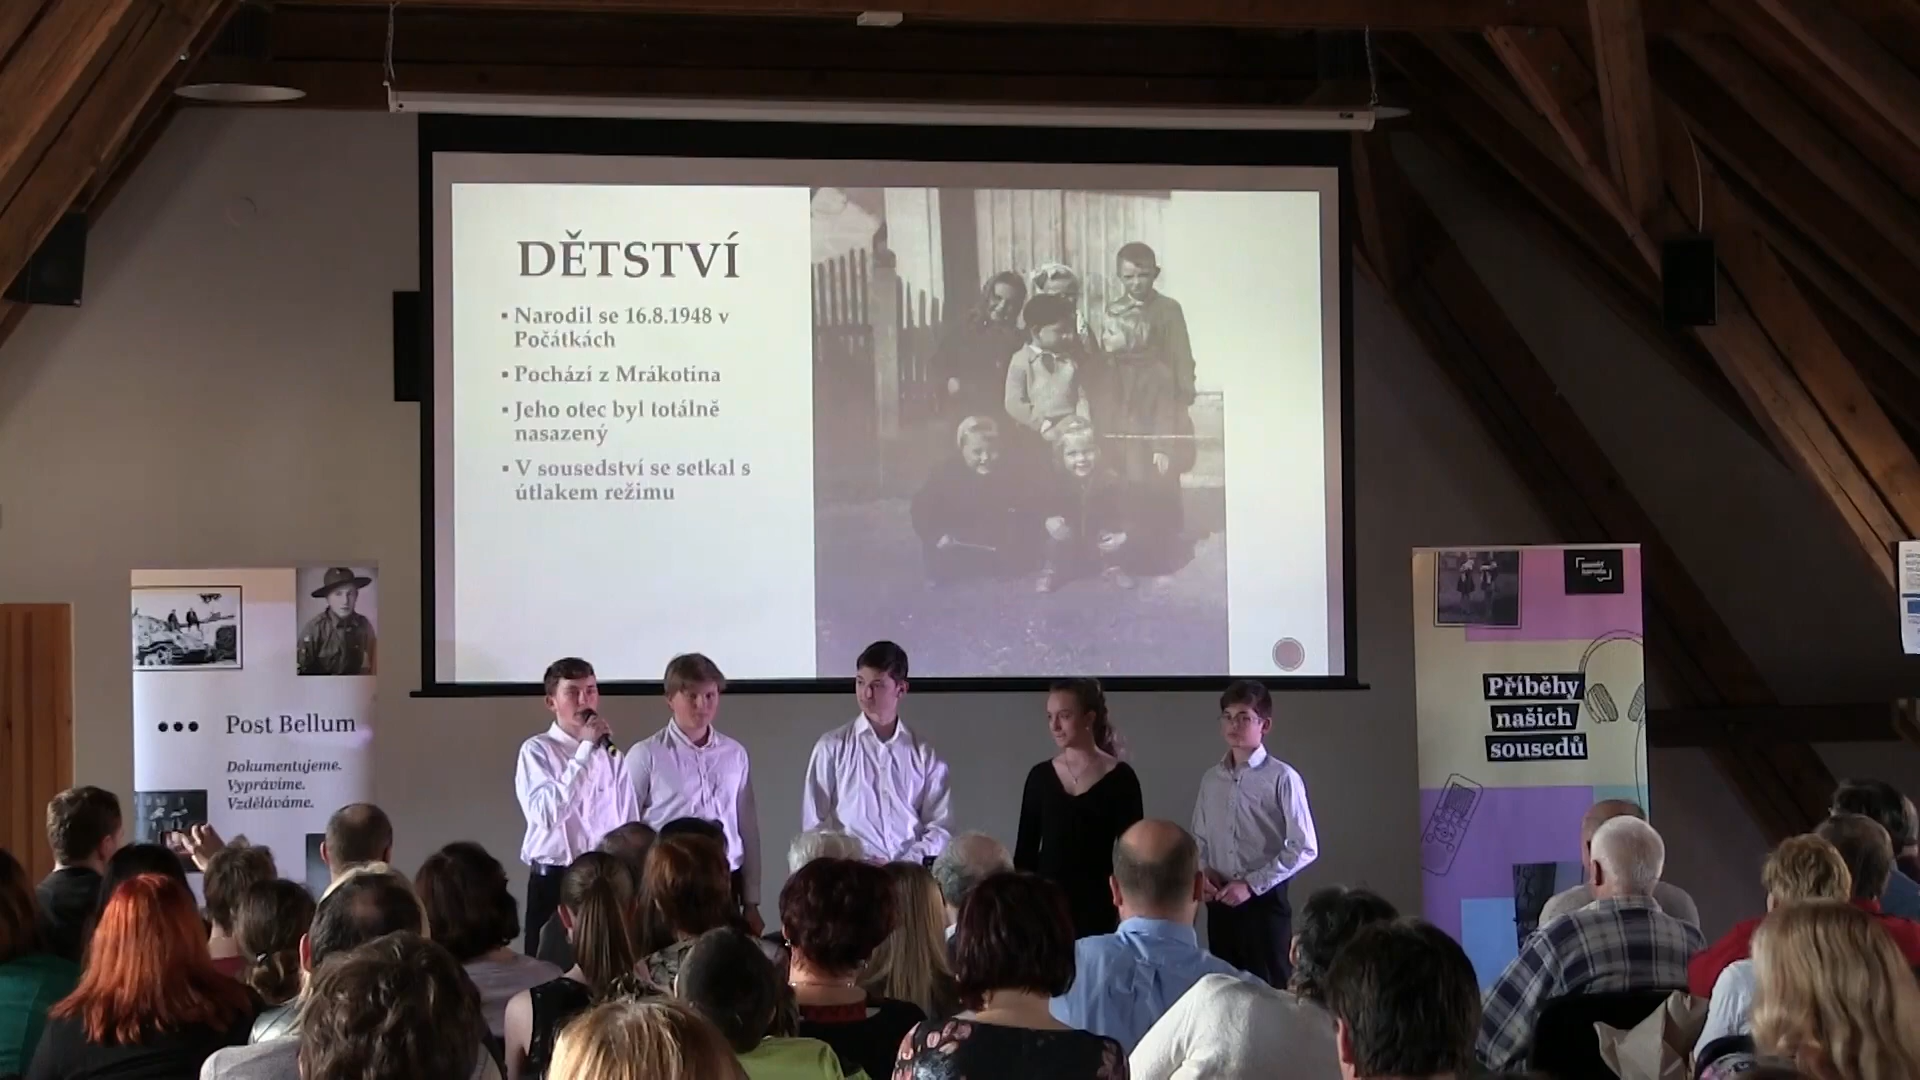 DĚTSTVÍ
▪ Narodil se 16.8.1948 v
Počátkách
▪ Pochází z Mrákotína
▪ Jeho otec byl totálně
nasazený
▪ V sousedství se setkal s
útlakem režimu
Post Bellum
Dokumentujeme.
Vyprávíme.
Vzděláváme.
Příběhy
našich
sousedů